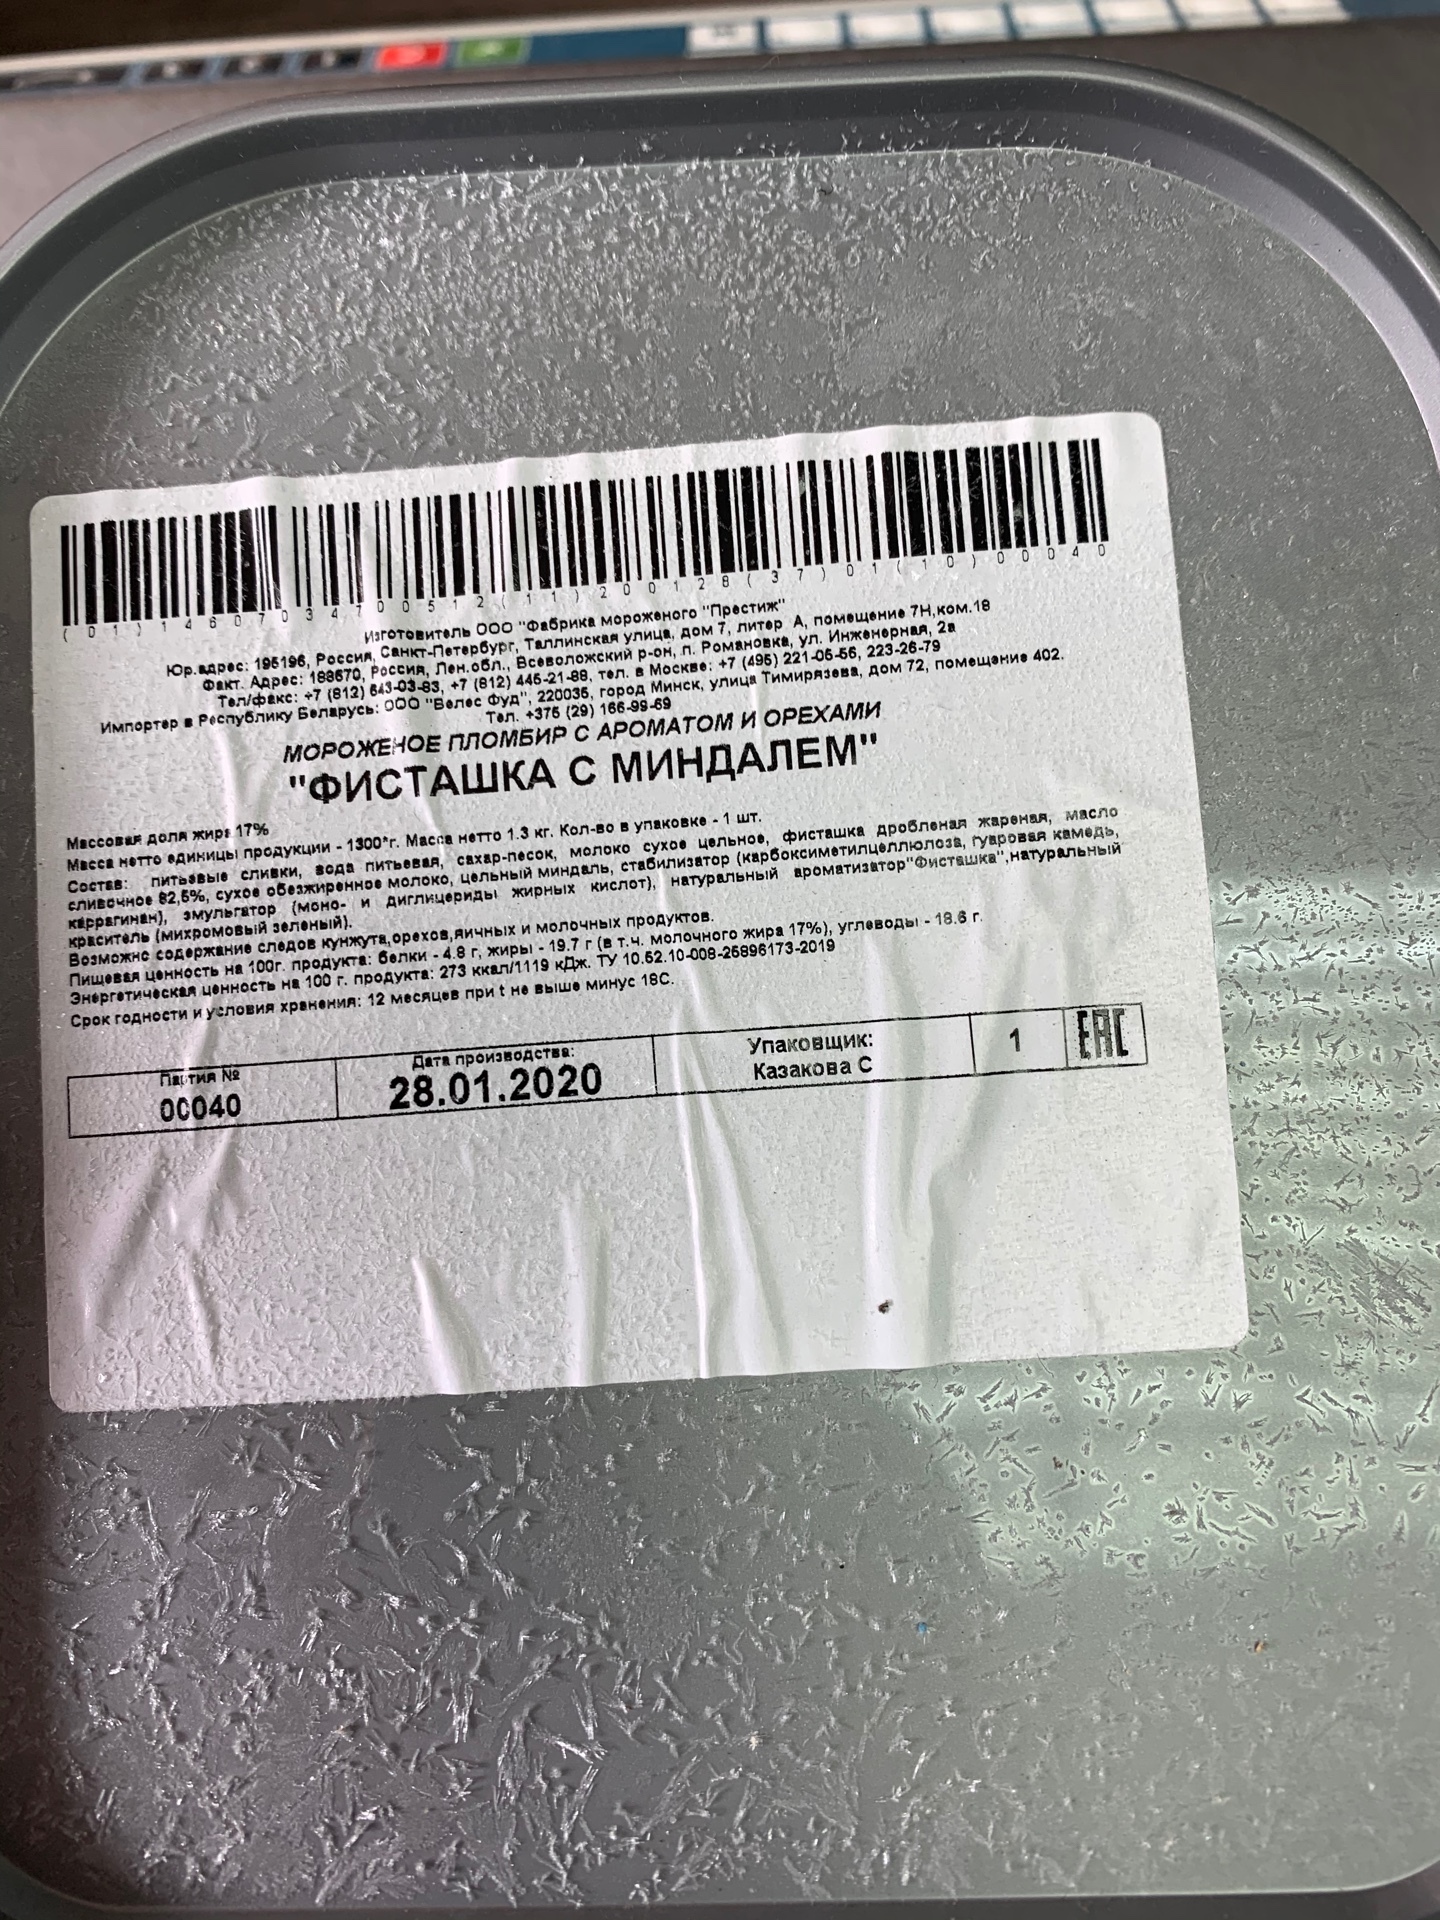 (01)14607034700512(11)200128(37)01(10)00040
Изготовитель ООО "Фабрика мороженого "Престиж"
Юр.адрес: 195196, Россия, Санкт-Петербург, Таллинская улица, дом 7, литер А, помещение 7Н,ком.18
Факт. Адрес: 188670, Россия, Лен.обл., Всеволожский р-он, п. Романовка, ул. Инженерная, 2а
Тел/факс: +7 (812) 643-03-83, +7 (812) 446-21-88, тел. в Москве: +7 (495) 221-05-56, 223-26-79
Импортер в Республику Беларусь: ООО "Велес Фуд", 220035, город Минск, улица Тимирязева, дом 72, помещение 402.
Тел. +375 (29) 166-99-69
МОРОЖЕНОЕ ПЛОМБИР С АРОМАТОМ И ОРЕХАМИ
"ФИСТАШКА С МИНДАЛЕМ"
Массовая доля жира 17%
Масса нетто единицы продукции - 1300*г. Масса нетто 1.3 кг. Кол-во в упаковке - 1 шт.
Состав: питьевые сливки, вода питьевая, сахар-песок, молоко сухое цельное, фисташка дробленая жареная, масло
сливочное 82,5%, сухое обезжиренное молоко, цельный миндаль, стабилизатор (карбоксиметилцеллюлоза, гуаровая камедь,
каррагинан), эмульгатор (моно- и диглицериды жирных кислот), натуральный ароматизатор"Фисташка",натуральный
краситель (михромовый зеленый).
Возможно содержание следов кунжута,орехов,яичных и молочных продуктов.
Пищевая ценность на 100г. продукта: белки - 4.8 г, жиры - 19.7 г (в т.ч. молочного жира 17%), углеводы - 18.6 г.
Энергетическая ценность на 100 г. продукта: 273 ккал/1119 кДж. ТУ 10.52.10-008-25896173-2019
Срок годности и условия хранения: 12 месяцев при t не выше минус 18С.
Партия №
00040
Дата производства:
28.01.2020
Упаковщик:
Казакова С
1
EAC